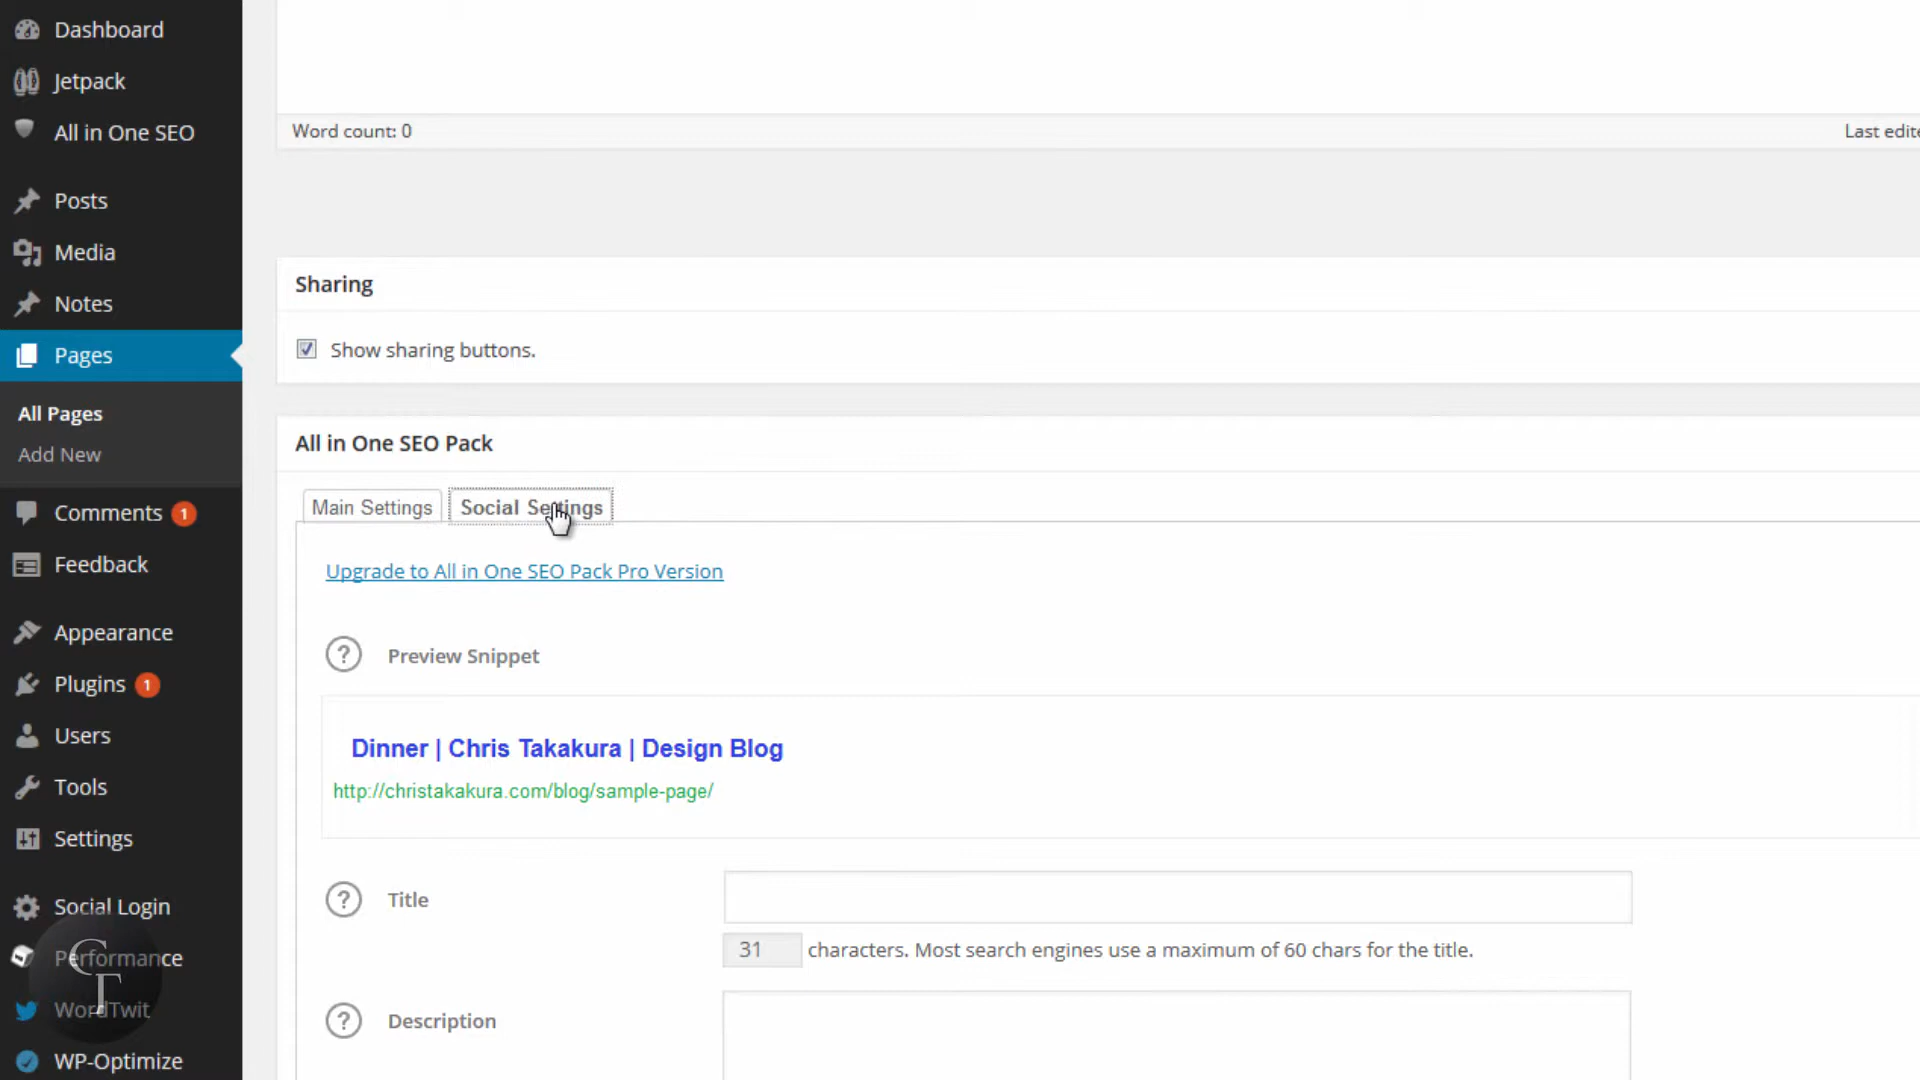 Dashboard
Jetpack
All in One SEO
Posts
Media
Notes
Pages
All Pages
Add New
Comments 1
Feedback
Appearance
Plugins 1
Users
Tools
Settings
Social Login
Performance
WordTwit
WP-Optimize
CT
Word count: 0
Last edite
Sharing
Show sharing buttons.
All in One SEO Pack
Main Settings Social Settings
Upgrade to All in One SEO Pack Pro Version
? Preview Snippet
Dinner | Chris Takakura | Design Blog
http://christakakura.com/blog/sample-page/
? Title
31 characters. Most search engines use a maximum of 60 chars for the title.
? Description